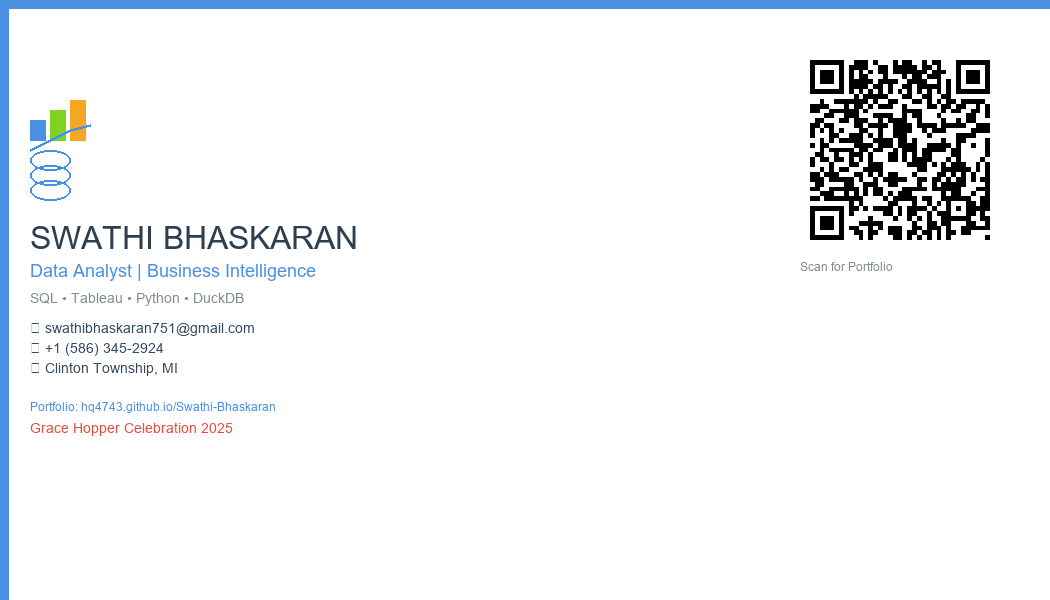 SWATHI BHASKARAN
Data Analyst | Business Intelligence
SQL • Tableau • Python • DuckDB
swathibhaskaran751@gmail.com
+1 (586) 345-2924
Clinton Township, MI
Portfolio: hq4743.github.io/Swathi-Bhaskaran
Grace Hopper Celebration 2025
Scan for Portfolio